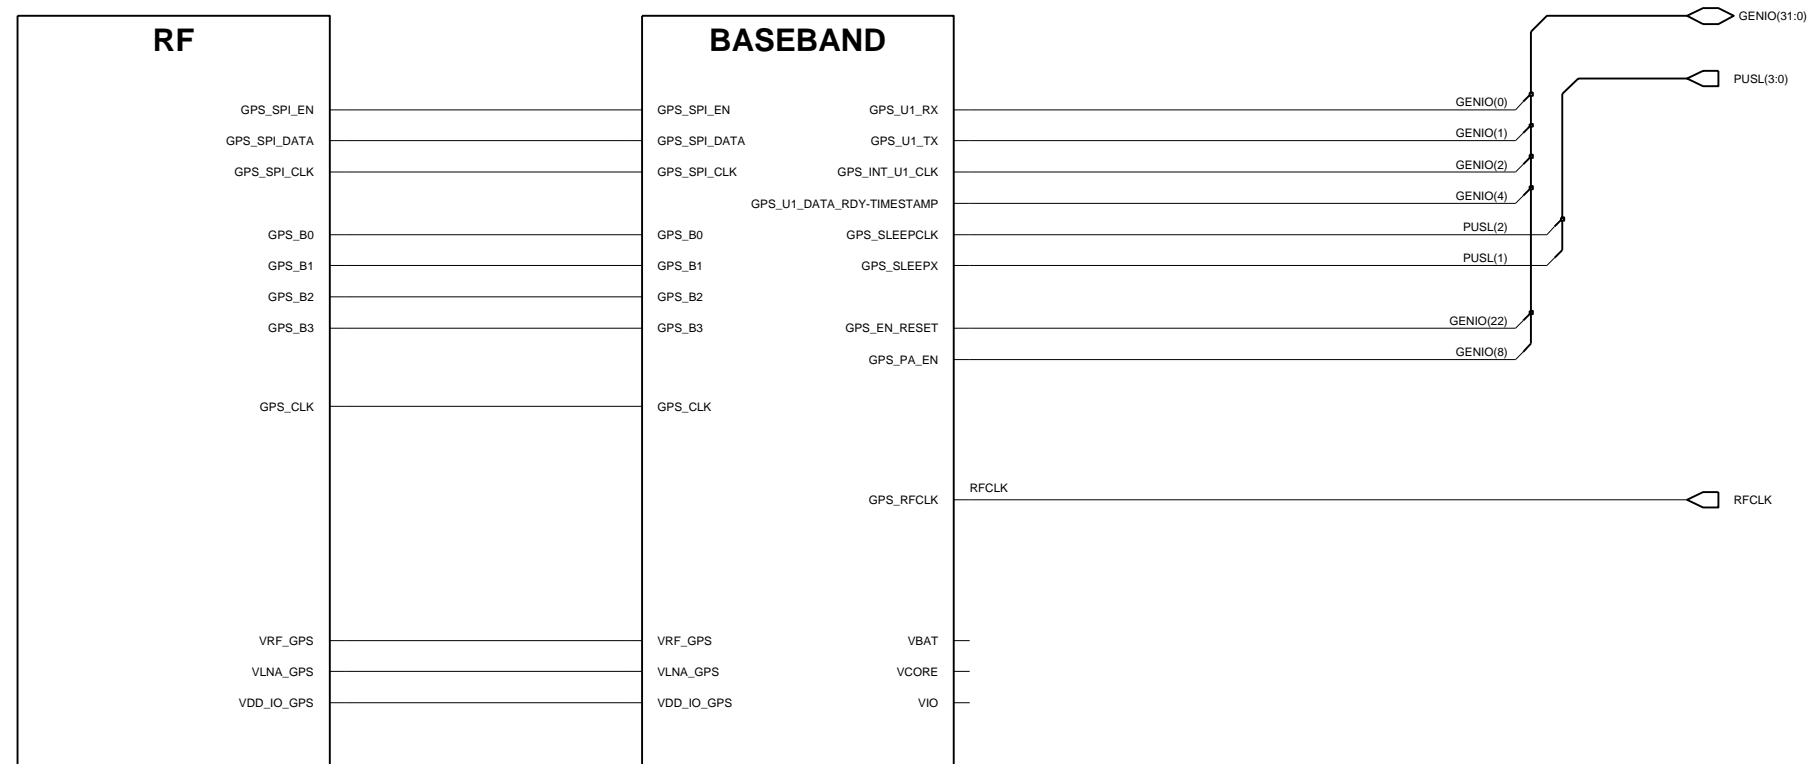 RF
BASEBAND
GENIO(31:0)
PUSL(3:0)
GPS_SPI_EN GPS_SPI_EN GPS_U1_RX GENIO(0)
GPS_SPI_DATA GPS_SPI_DATA GPS_U1_TX GENIO(1)
GPS_SPI_CLK GPS_SPI_CLK GPS_INT_U1_CLK GENIO(2)
GPS_U1_DATA_RDY-TIMESTAMP GENIO(4)
GPS_B0 GPS_B0 GPS_SLEEPCLK PUSL(2)
GPS_B1 GPS_B1 GPS_SLEEPX PUSL(1)
GPS_B2 GPS_B2
GPS_B3 GPS_B3 GPS_EN_RESET GENIO(22)
GPS_PA_EN GENIO(8)
GPS_CLK GPS_CLK
GPS_RFCLK RFCLK RFCLK
VRF_GPS VRF_GPS VBAT
VLNA_GPS VLNA_GPS VCORE
VDD_IO_GPS VDD_IO_GPS VIO